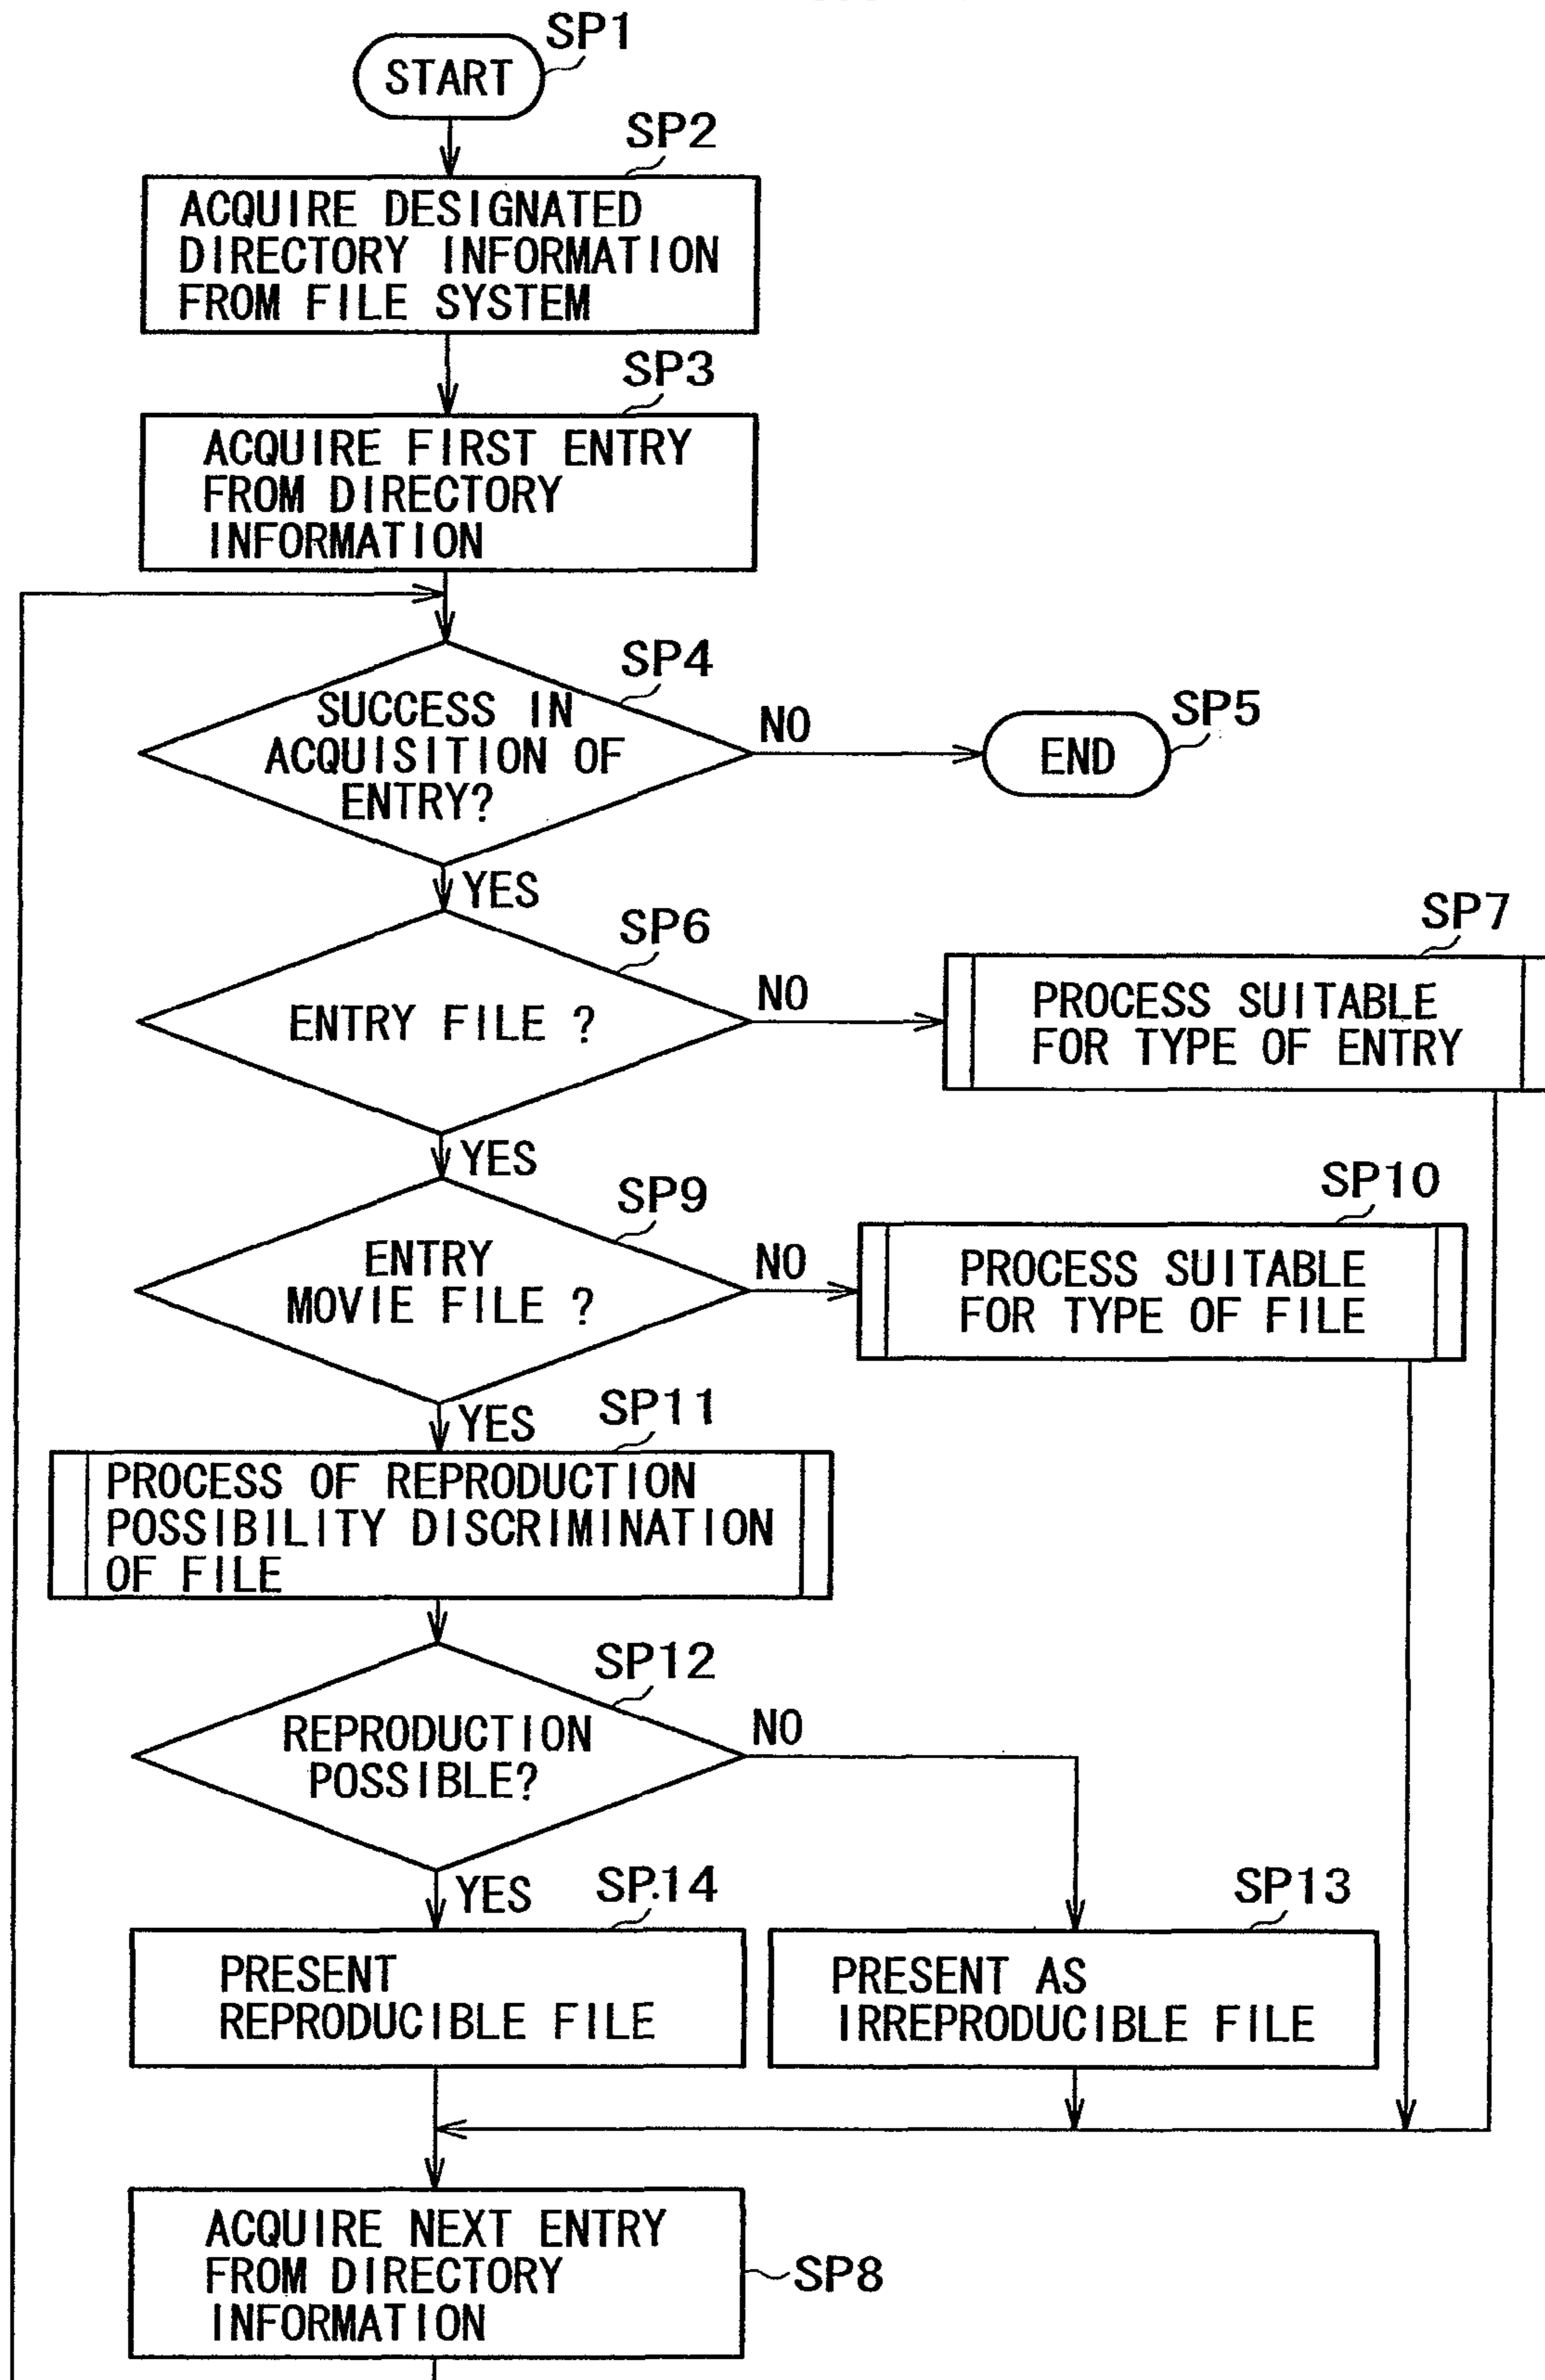 SP1
START
SP2
ACQUIRE DESIGNATED
DIRECTORY INFORMATION
FROM FILE SYSTEM
SP3
ACQUIRE FIRST ENTRY
FROM DIRECTORY
INFORMATION
SP4
SUCCESS IN
ACQUISITION OF
ENTRY?
NO
SP5
END
YES
SP6
ENTRY FILE ?
NO
SP7
PROCESS SUITABLE
FOR TYPE OF ENTRY
YES
SP9
ENTRY
MOVIE FILE ?
NO
SP10
PROCESS SUITABLE
FOR TYPE OF FILE
YES
SP11
PROCESS OF REPRODUCTION
POSSIBILITY DISCRIMINATION
OF FILE
SP12
REPRODUCTION
POSSIBLE?
NO
YES
SP14
PRESENT
REPRODUCIBLE FILE
SP13
PRESENT AS
IRREPRODUCIBLE FILE
ACQUIRE NEXT ENTRY
FROM DIRECTORY
INFORMATION
SP8